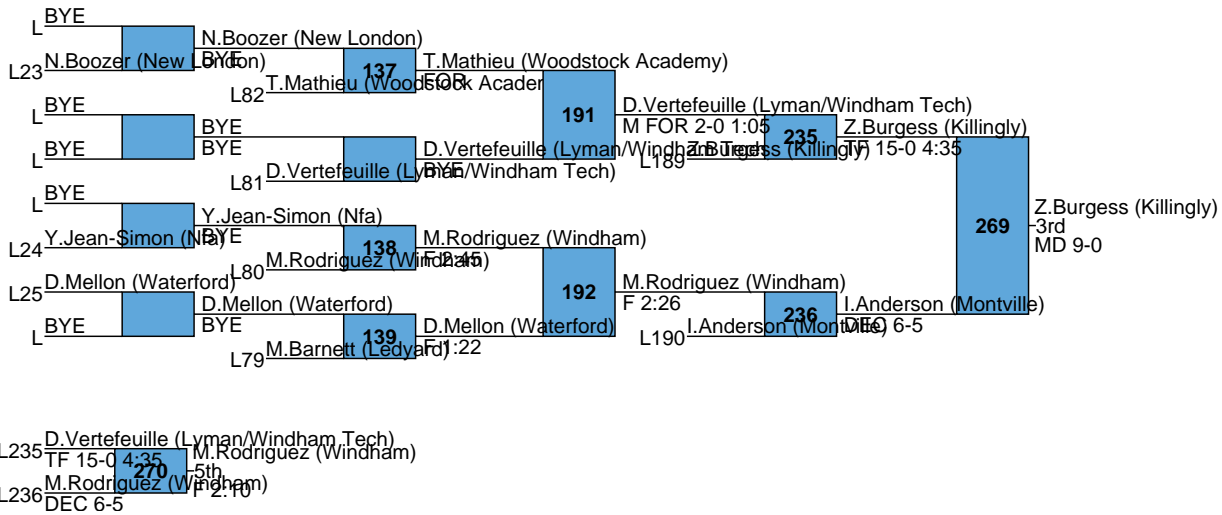 BYE
L
N.Boozer (New London)
BYE
L23
N.Boozer (New London)
137
T.Mathieu (Woodstock Academy)
FOR
L82
T.Mathieu (Woodstock Academ
191
D.Vertefeuille (Lyman/Windham Tech)
M FOR 2-0 1:05
BYE
L
BYE
BYE
BYE
L
D.Vertefeuille (Lyman/Windham Tech)
BYE
L81
D.Vertefeuille (Lyman/Windham Tech)
L189
Z.Burgess (Killingly)
235
Z.Burgess (Killingly)
TF 15-0 4:35
BYE
L
Y.Jean-Simon (Nfa)
BYE
L24
Y.Jean-Simon (Nfa)
138
M.Rodriguez (Windham)
F 2:45
L80
M.Rodriguez (Windham)
269
Z.Burgess (Killingly)
3rd
MD 9-0
L25
D.Mellon (Waterford)
D.Mellon (Waterford)
BYE
BYE
L
192
M.Rodriguez (Windham)
F 2:26
139
D.Mellon (Waterford)
F 1:22
L79
M.Barnett (Ledyard)
236
I.Anderson (Montville)
DEC 6-5
L190
I.Anderson (Montville)
L235
D.Vertefeuille (Lyman/Windham Tech)
TF 15-0 4:35
270
M.Rodriguez (Windham)
5th
F 2:10
L236
M.Rodriguez (Windham)
DEC 6-5